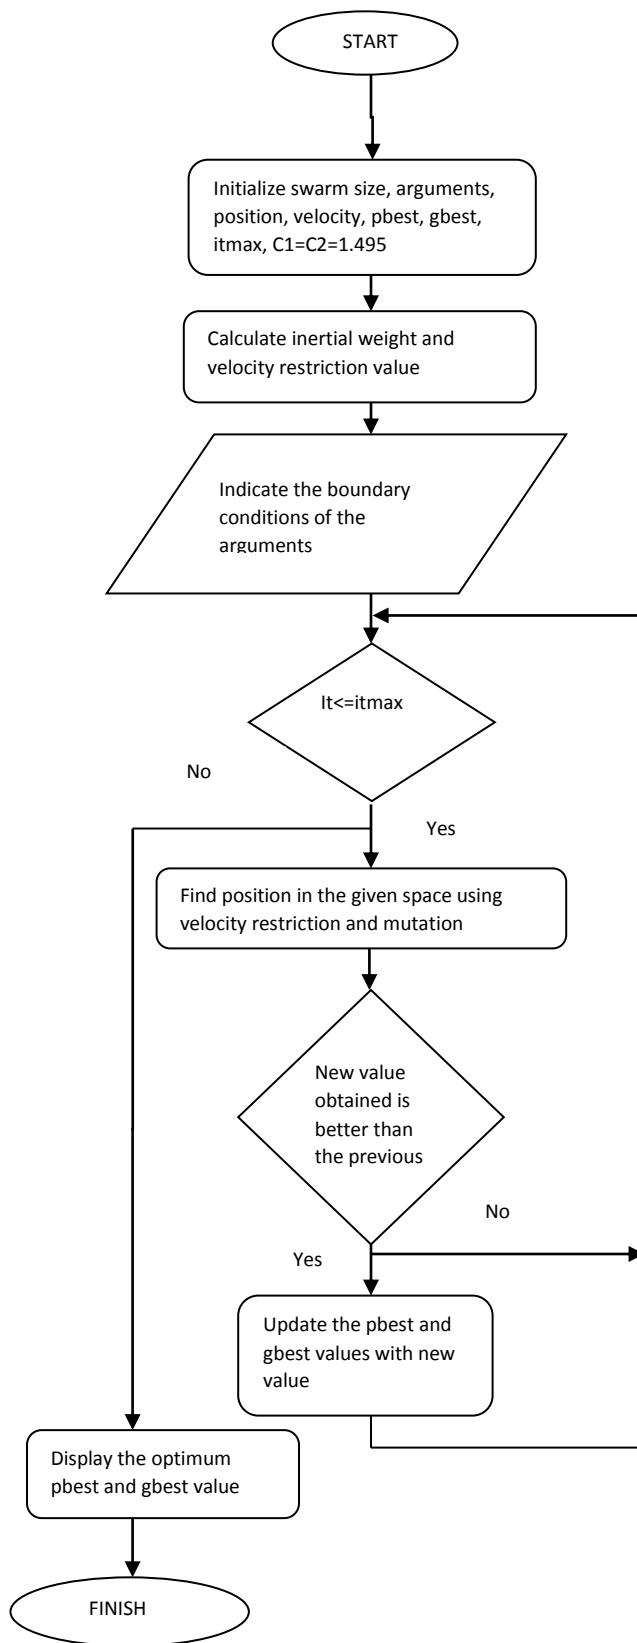 START
Initialize swarm size, arguments,
position, velocity, pbest, gbest,
itmax, C1=C2=1.495
Calculate inertial weight and
velocity restriction value
Indicate the boundary
conditions of the
arguments
It<=itmax
No
Yes
Find position in the given space using
velocity restriction and mutation
New value
obtained is
better than
the previous
No
Yes
Update the pbest and
gbest values with new
value
Display the optimum
pbest and gbest value
FINISH